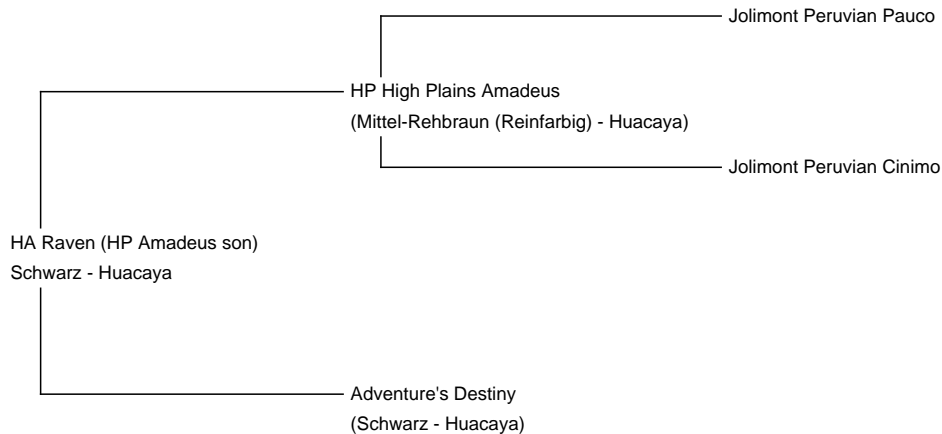 Jolimont Peruvian Pauco
HP High Plains Amadeus
(Mittel-Rehbraun (Reinfarbig) - Huacaya)
Jolimont Peruvian Cinimo
HA Raven (HP Amadeus son)
Schwarz - Huacaya
Adventure's Destiny
(Schwarz - Huacaya)